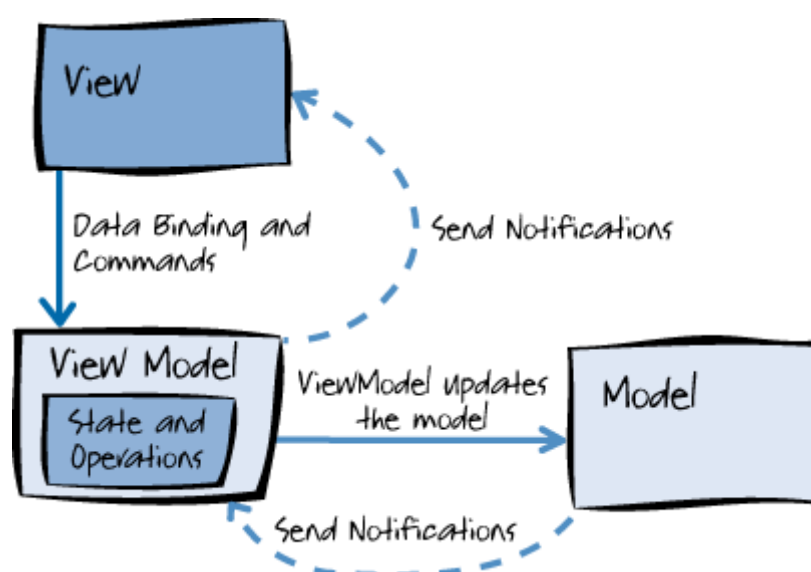 View
Data Binding and
Commands
Send Notifications
View Model
State and
Operations
ViewModel updates
the model
Model
Send Notifications